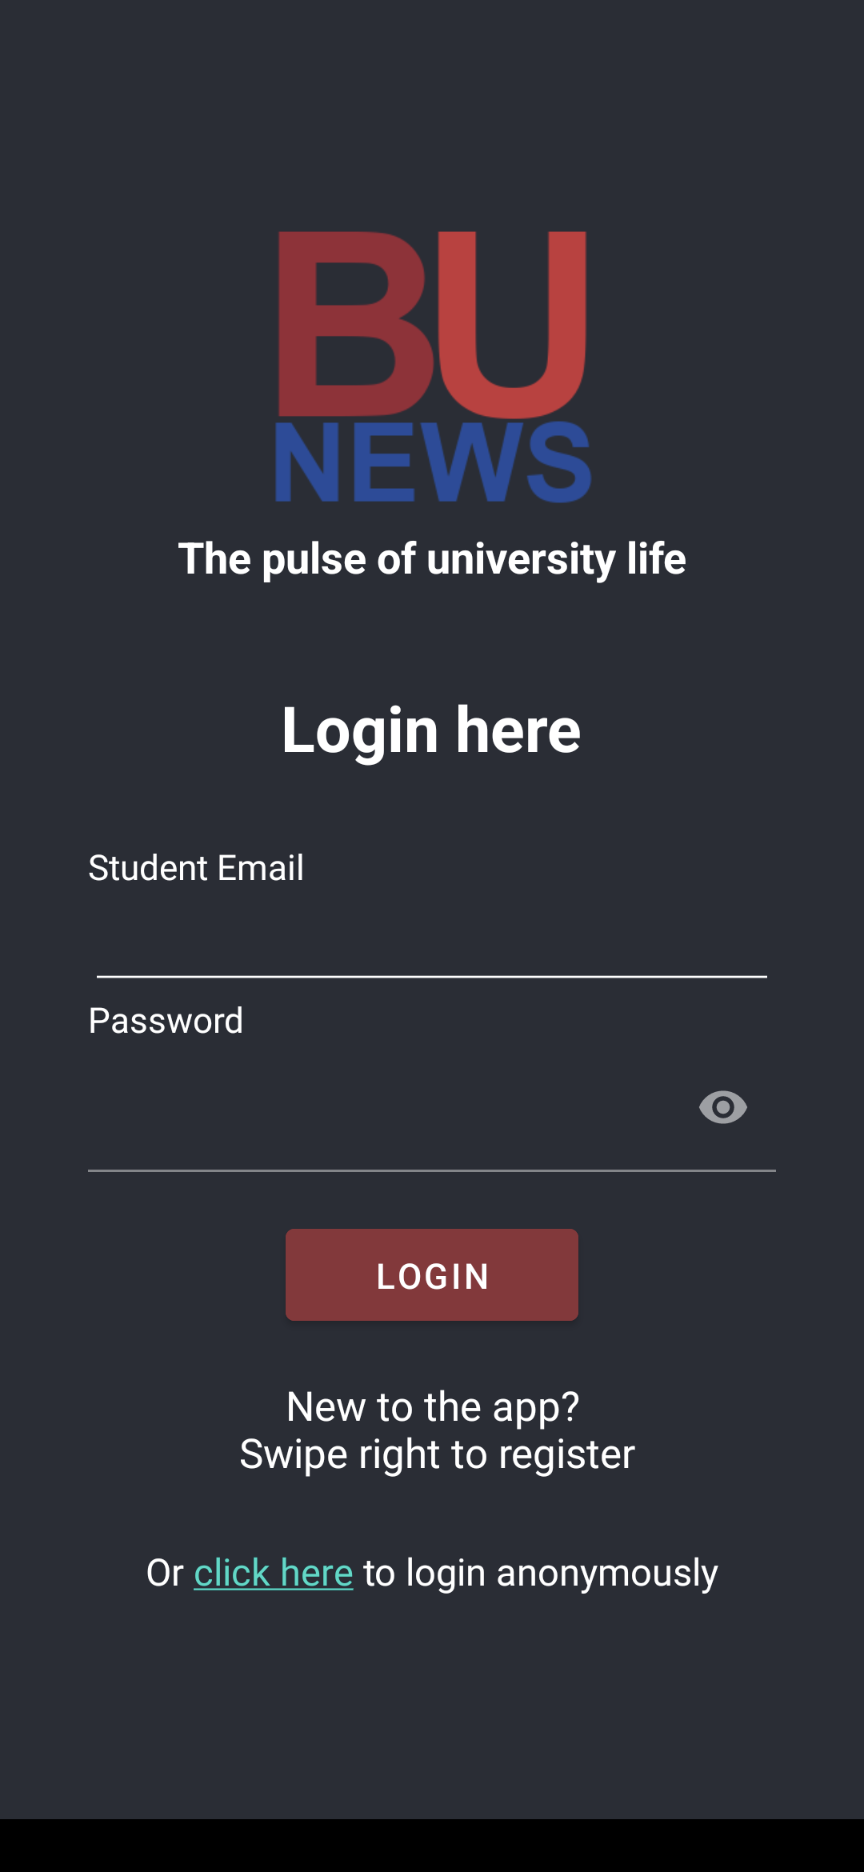 BU
NEWS
The pulse of university life
Login here
Student Email
Password
LOGIN
New to the app?
Swipe right to register
Or click here to login anonymously